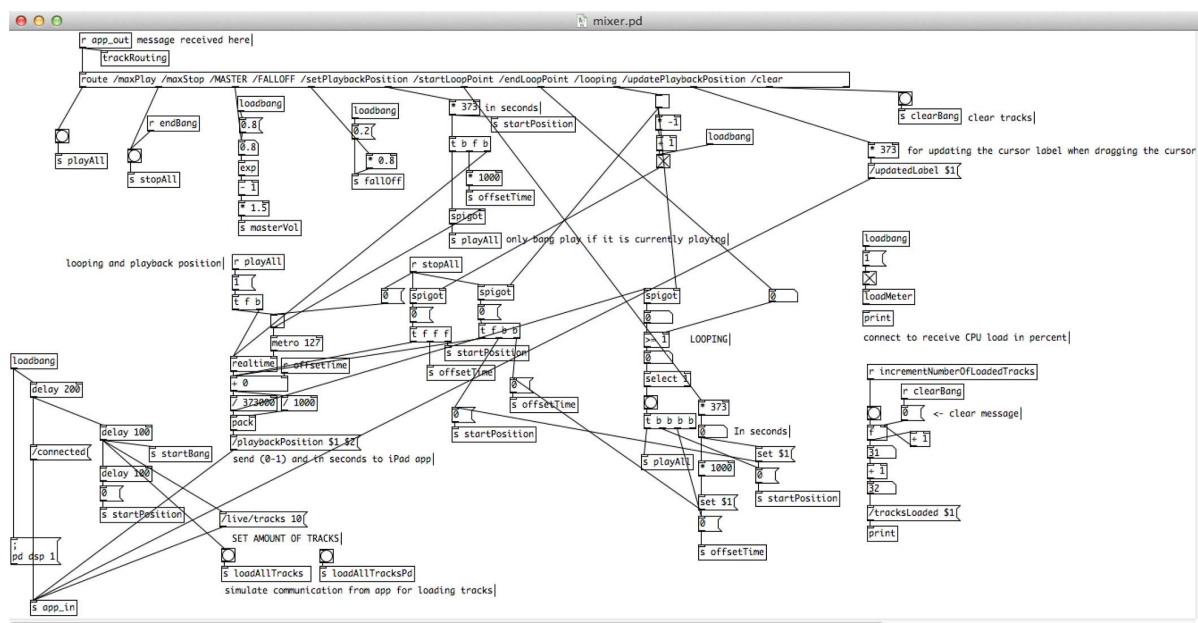 mixer.pd
r app_out message received here
trackRouting
route /maxPlay /maxStop /MASTER /FALLOFF /setPlaybackPosition /startLoopPoint /endLoopPoint /looping /updatePlaybackPosition /clear
loadbang
loadbang
* 373 in seconds
s startPosition
s clearBang clear tracks
r endBang
0.8
0.2
* -1
+ 1
loadbang
s playAll
s stopAll
0.8
exp
- 1
* 1.5
s masterVol
* 0.8
s fallOff
t b f b
* 1000
s offsetTime
spigot
s playAll only bang play if it is currently playing
* 373 for updating the cursor label when dragging the cursor
/updatedLabel $1
loadbang
1
loadMeter
print
connect to receive CPU load in percent
looping and playback position
r playAll
1
t f b
metro 127
r stopAll
0
spigot
0
t f f f
spigot
0
t f b b
s startPosition
s offsetTime
realtime
r offsetTime
+ 0
/ 373000
/ 1000
pack
/playbackPosition $1 $2
send (0-1) and in seconds to iPad app
0
s offsetTime
0
s startPosition
spigot
0
0
>= 1 LOOPING
0
select 1
t b b b b
s playAll
* 373
0 In seconds
set $1
0
s startPosition
* 1000
set $1
0
s offsetTime
r incrementNumberOfLoadedTracks
r clearBang
0 <- clear message
f
+ 1
31
+ 1
32
/tracksLoaded $1
print
loadbang
delay 200
delay 100
/connected
s startBang
delay 100
0
s startPosition
/live/tracks 10
SET AMOUNT OF TRACKS
;
pd dsp 1
s loadAllTracks
s loadAllTracksPd
simulate communication from app for loading tracks
s app_in